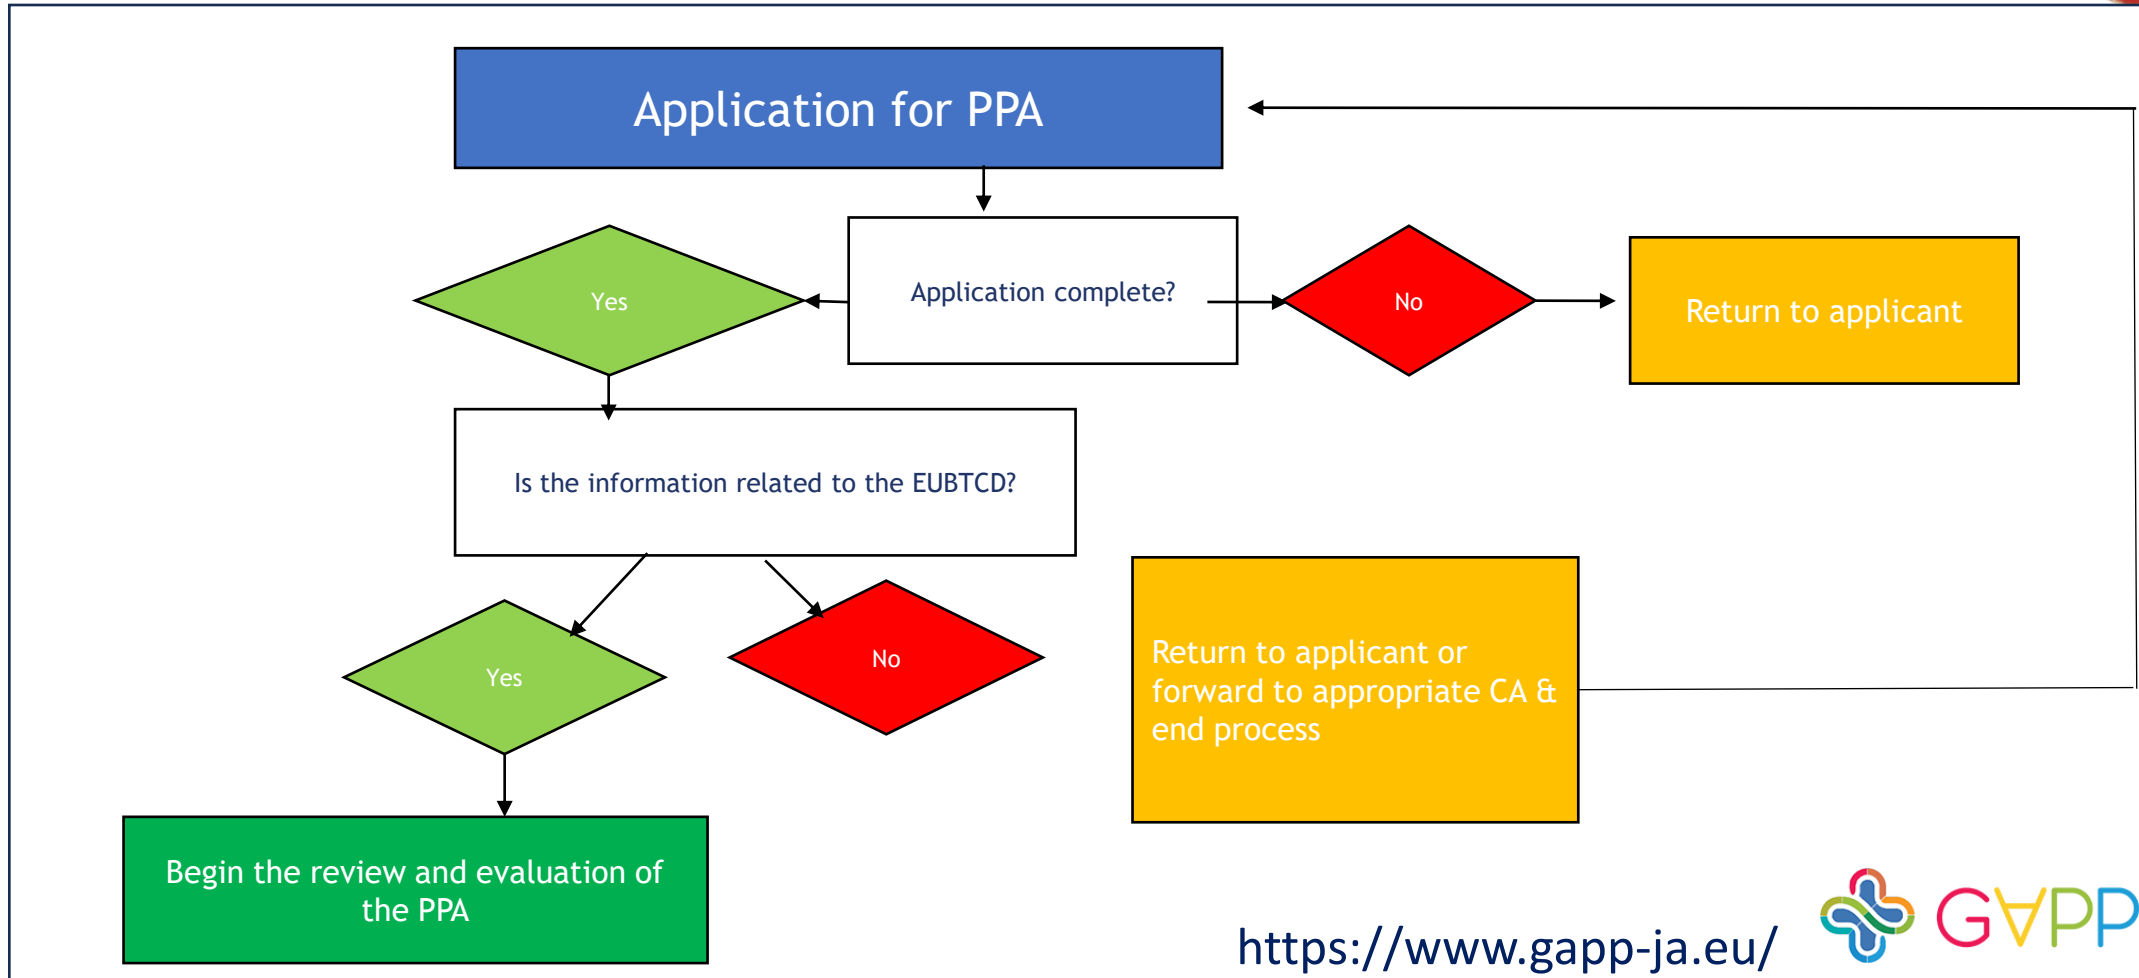 Application for PPA
Yes
Application complete?
No
Return to applicant
Is the information related to the EUBTCD?
Yes
No
Return to applicant or
forward to appropriate CA &
end process
Begin the review and evaluation of
the PPA
https://www.gapp-ja.eu/
G∀PP